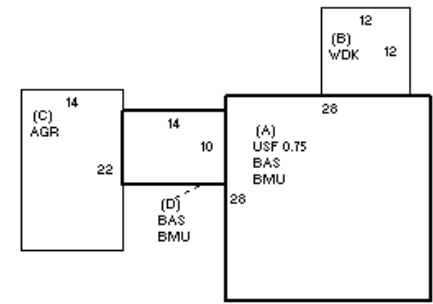 12
(B)
WDK 12
14
(C)
AGR
22
14
10
28
(A)
USF 0.75
BAS
BMU
28
(D)
BAS
BMU